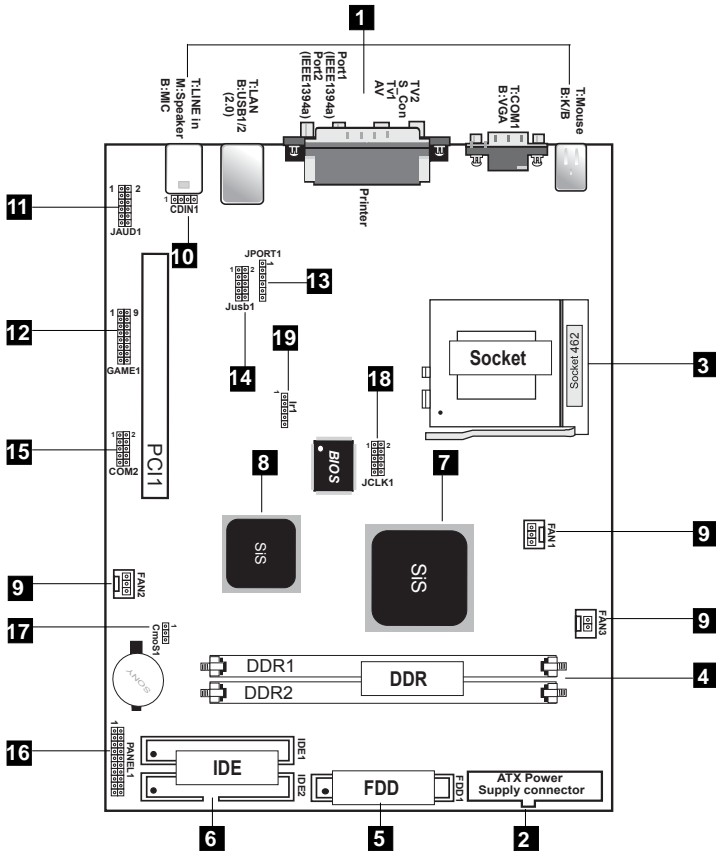 1
T:LINE in
M:Speaker
B:MIC
T:LAN
B:USB1/2
(2.0)
Port1
(IEEE1394a)
Port2
(IEEE1394a)
TV2
S_Con
Tv1
AV
T:COM1
B:VGA
T:Mouse
B:K/B
Printer
11
1 2
JAUD1
1
CDIN1
10
JPORT1
1
1 2
Jusb1
13
14
12
1 9
GAME1
19
1
Ir1
18
1 2
JCLK1
BIOS
Socket
Socket462
3
15
1 2
COM2
PCI1
8
SiS
7
SiS
FAN1
9
9
FAN2
FAN3
9
17
1
CmoS1
SONY
DDR1
DDR2
DDR
4
16
1
PANEL1
IDE1
IDE2
IDE
FDD
FDD1
ATX Power
Supply connector
6
5
2